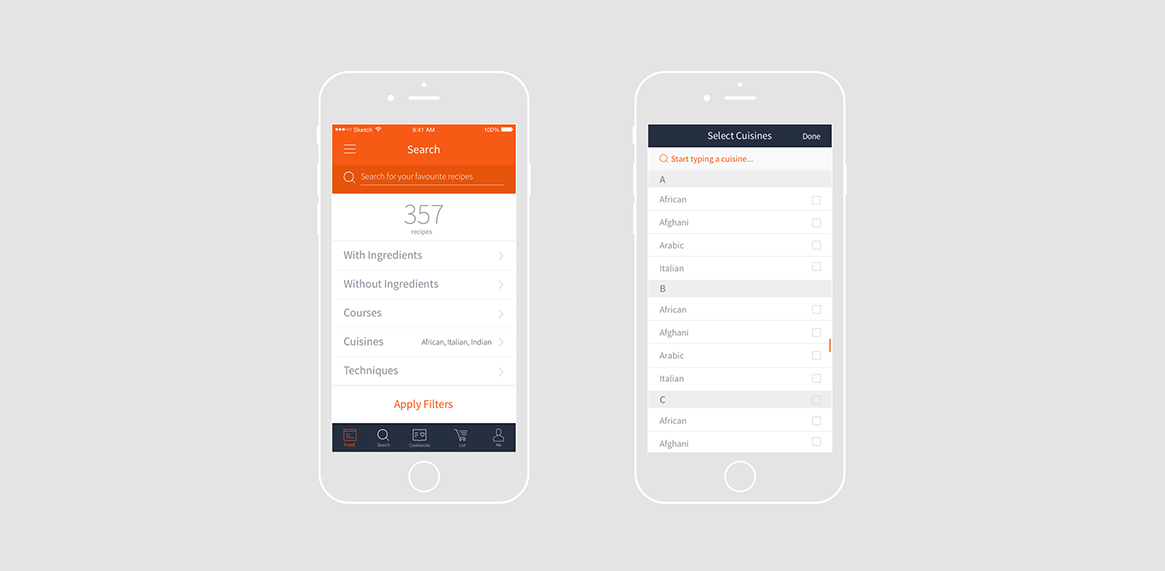 Sketch 9:41 AM 100%
Search
Search for your favourite recipes
357
recipes
With Ingredients
Without Ingredients
Courses
Cuisines African, Italian, Indian
Techniques
Apply Filters
Feed Search Cookbooks List Me
Select Cuisines Done
Start typing a cuisine...
A
African
Afghani
Arabic
Italian
B
African
Afghani
Arabic
Italian
C
African
Afghani